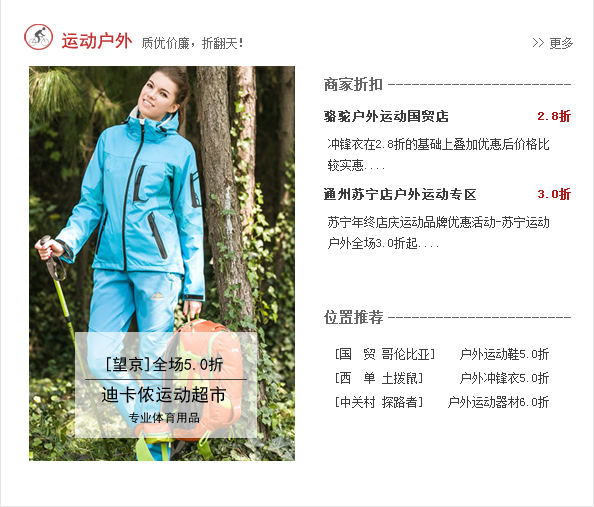 运动户外 质优价廉，折翻天！ >> 更多
[望京]全场5.0折
迪卡侬运动超市
专业体育用品
商家折扣
骆驼户外运动国贸店 2.8折
冲锋衣在2.8折的基础上叠加优惠后价格比
较实惠....
通州苏宁店户外运动专区 3.0折
苏宁年终店庆运动品牌优惠活动-苏宁运动
户外全场3.0折起....
位置推荐
[国 贸 哥伦比亚] 户外运动鞋5.0折
[西 单 土拨鼠] 户外冲锋衣5.0折
[中关村 探路者] 户外运动器材6.0折